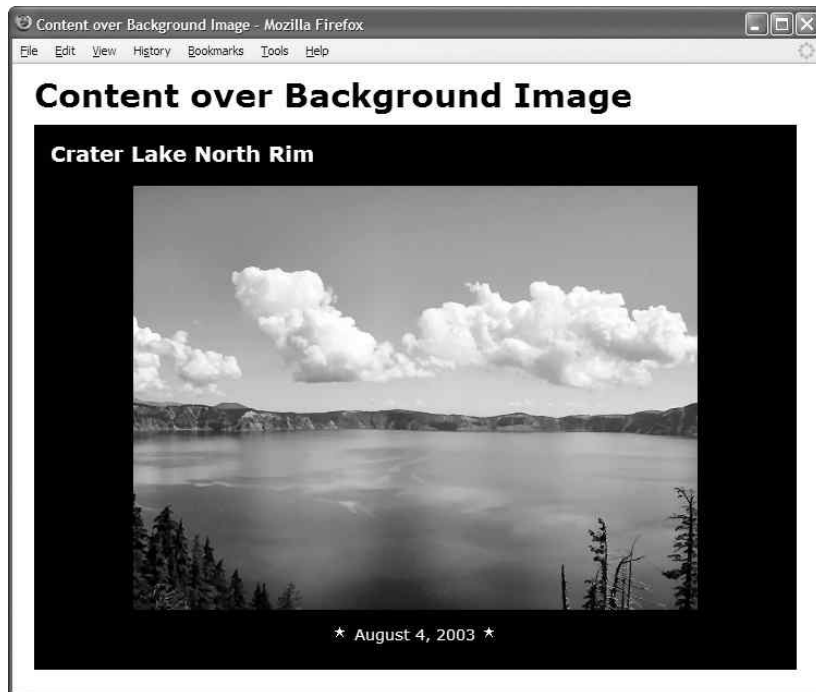 Content over Background Image - Mozilla Firefox
File Edit View History Bookmarks Tools Help
Content over Background Image
Crater Lake North Rim
★ August 4, 2003 ★